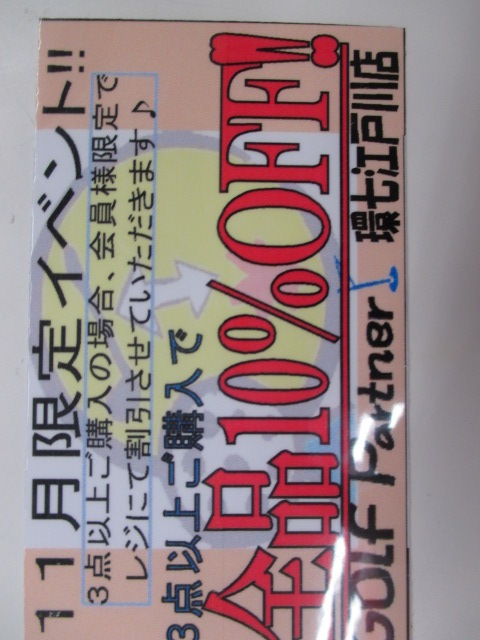 11月限定イベント!!
3点以上ご購入の場合、会員様限定で
レジにて割引させていただきます♪
3点以上ご購入で
全品10%OFF!!
GOLF Partner 環七江戸川店